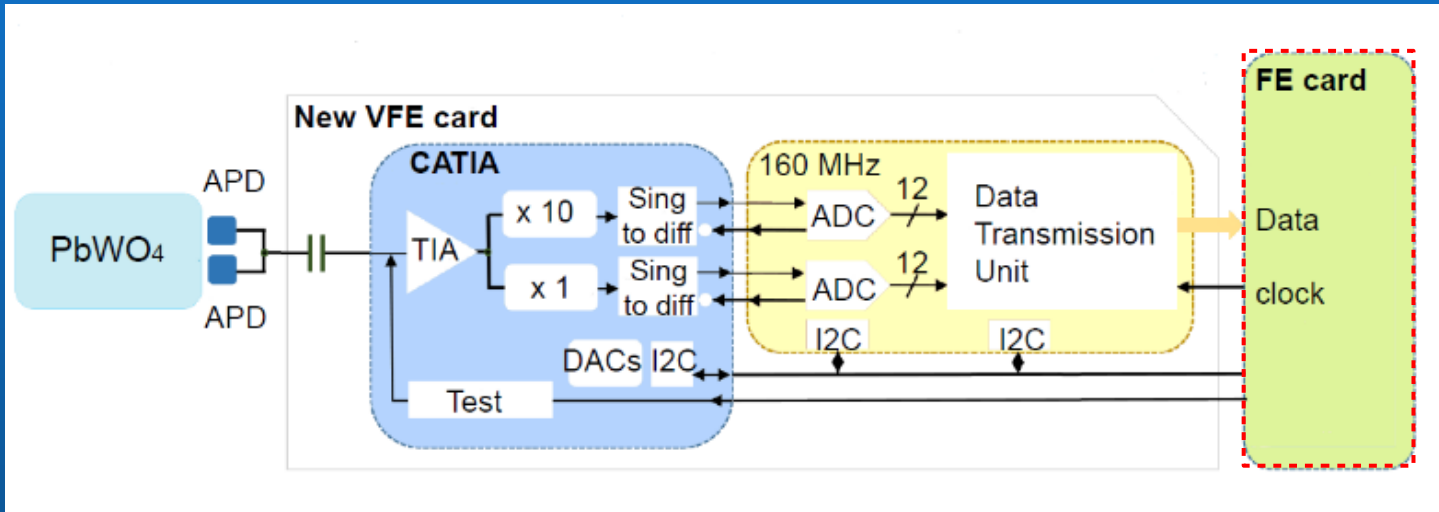 New VFE card
CATIA
160 MHz
FE card
APD
PbWO₄
APD
TIA
x 10
Sing
to diff
ADC
12
x 1
Sing
to diff
ADC
12
Data
Transmission
Unit
Data
clock
I2C
I2C
DACs
I2C
Test